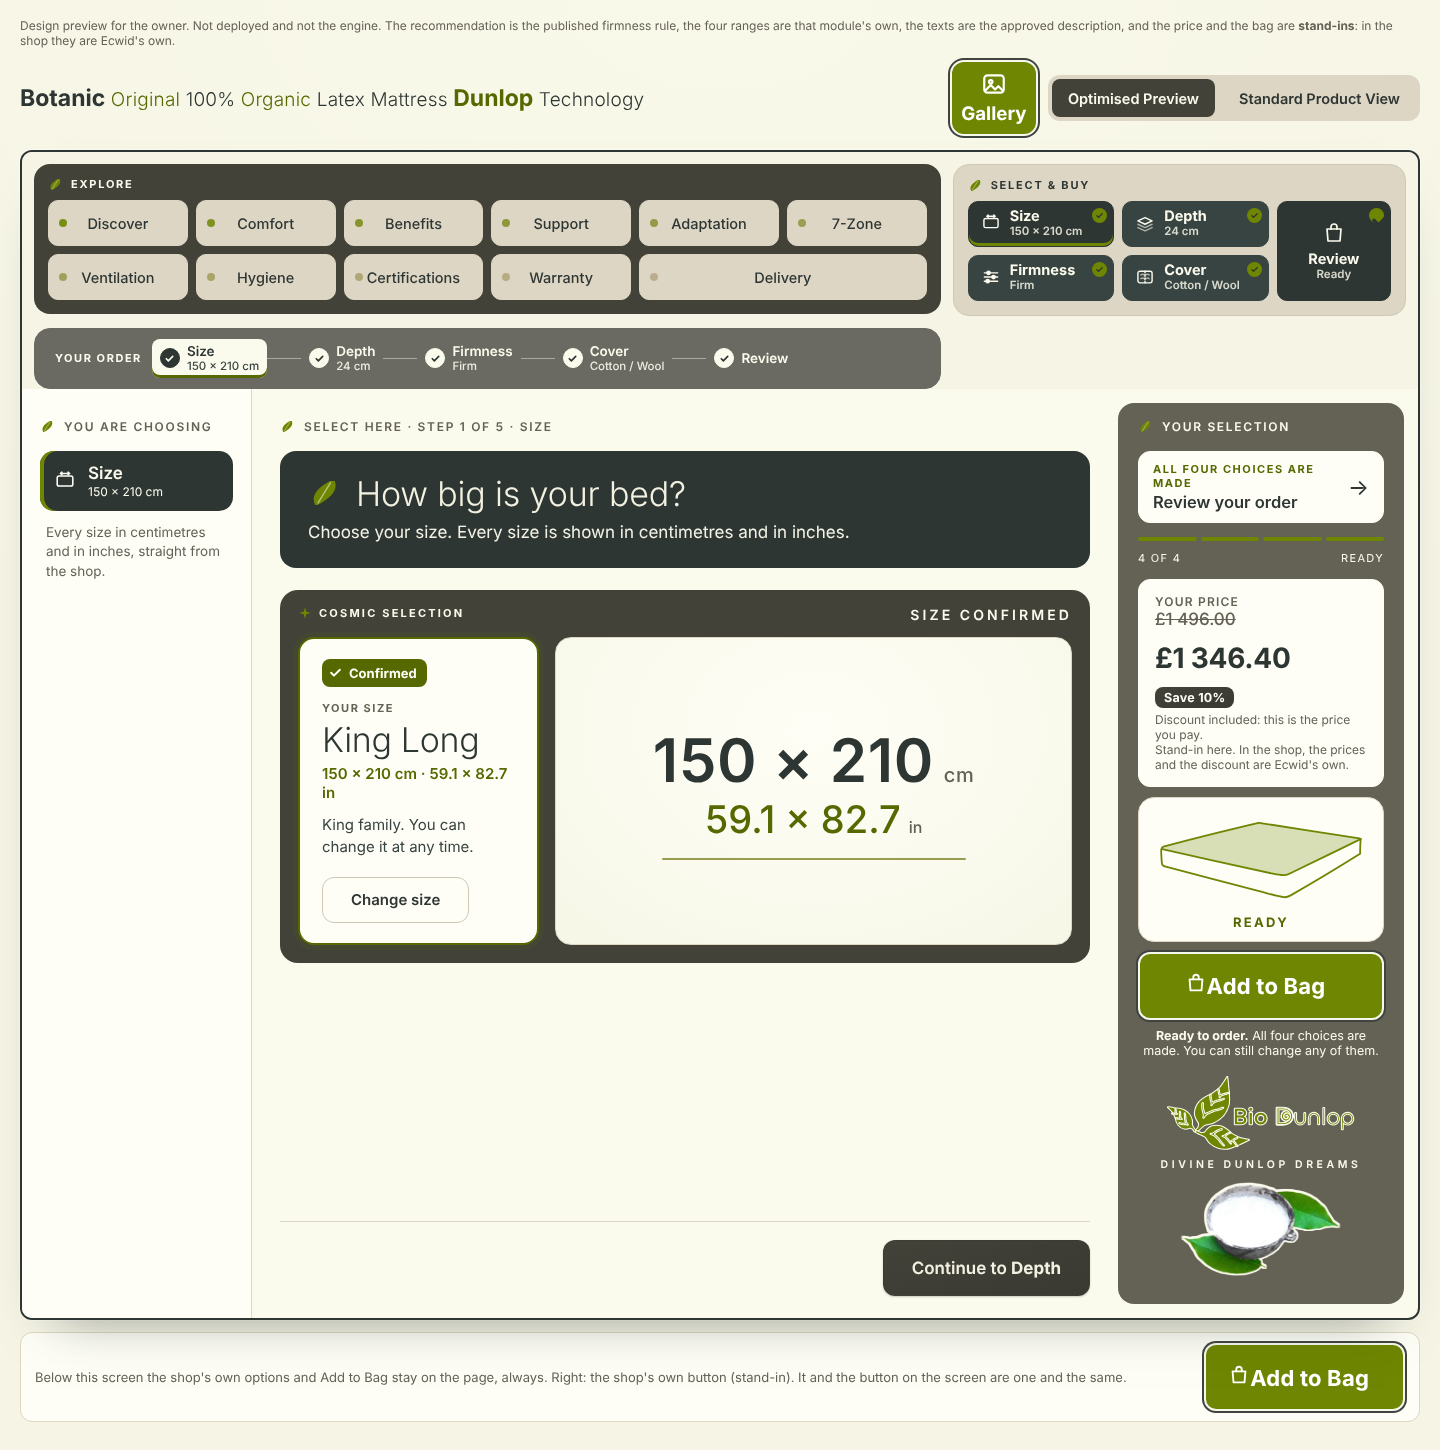 Design preview for the owner. Not deployed and not the engine. The recommendation is the published firmness rule, the four ranges are that module's own, the texts are the approved description, and the price and the bag are stand-ins: in the
shop they are Ecwid's own.
Botanic Original 100% Organic Latex Mattress Dunlop Technology
Gallery
Optimised Preview
Standard Product View
EXPLORE
Discover
Comfort
Benefits
Support
Adaptation
7-Zone
Ventilation
Hygiene
Certifications
Warranty
Delivery
SELECT & BUY
Size
150 × 210 cm
Depth
24 cm
Firmness
Firm
Cover
Cotton / Wool
Review
Ready
YOUR ORDER
Size
150 × 210 cm
Depth
24 cm
Firmness
Firm
Cover
Cotton / Wool
Review
YOU ARE CHOOSING
Size
150 × 210 cm
Every size in centimetres
and in inches, straight from
the shop.
SELECT HERE · STEP 1 OF 5 · SIZE
How big is your bed?
Choose your size. Every size is shown in centimetres and in inches.
COSMIC SELECTION
SIZE CONFIRMED
Confirmed
YOUR SIZE
King Long
150 × 210 cm · 59.1 × 82.7
in
King family. You can
change it at any time.
Change size
150 × 210 cm
59.1 × 82.7 in
Continue to Depth
YOUR SELECTION
ALL FOUR CHOICES ARE
MADE
Review your order
4 OF 4
READY
YOUR PRICE
£1 496.00
£1 346.40
Save 10%
Discount included: this is the price
you pay.
Stand-in here. In the shop, the prices
and the discount are Ecwid's own.
READY
Add to Bag
Ready to order. All four choices are
made. You can still change any of them.
Bio Dunlop
DIVINE DUNLOP DREAMS
Below this screen the shop's own options and Add to Bag stay on the page, always. Right: the shop's own button (stand-in). It and the button on the screen are one and the same.
Add to Bag